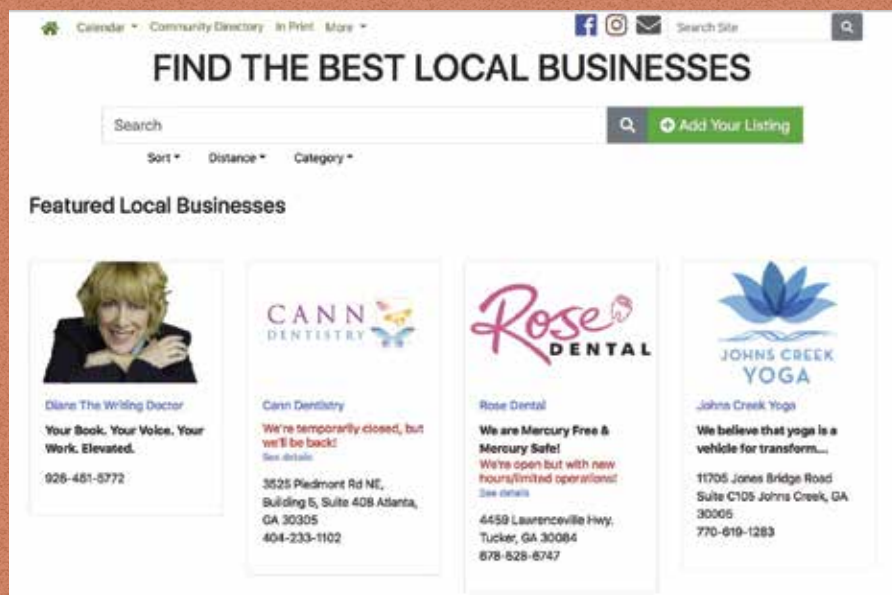 Calendar Community Directory In Print More Search Site
FIND THE BEST LOCAL BUSINESSES
Search Add Your Listing
Sort Distance Category
Featured Local Businesses
Diane The Writing Doctor
Your Book. Your Voice. Your
Work. Elevated.
928-451-5772
CANN
DENTISTRY
Cann Dentistry
We're temporarily closed, but
we'll be back!
See details
3525 Piedmont Rd NE,
Building 5, Suite 408 Atlanta,
GA 30305
404-233-1102
Rose
DENTAL
Rose Dental
We are Mercury Free &
Mercury Safe!
We're open but with new
hours/limited operations!
See details
4459 Lawrenceville Hwy.
Tucker, GA 30084
678-528-6747
JOHNS CREEK
YOGA
Johns Creek Yoga
We believe that yoga is a
vehicle for transform....
11705 Jones Bridge Road
Suite C105 Johns Creek, GA
30005
770-619-1283